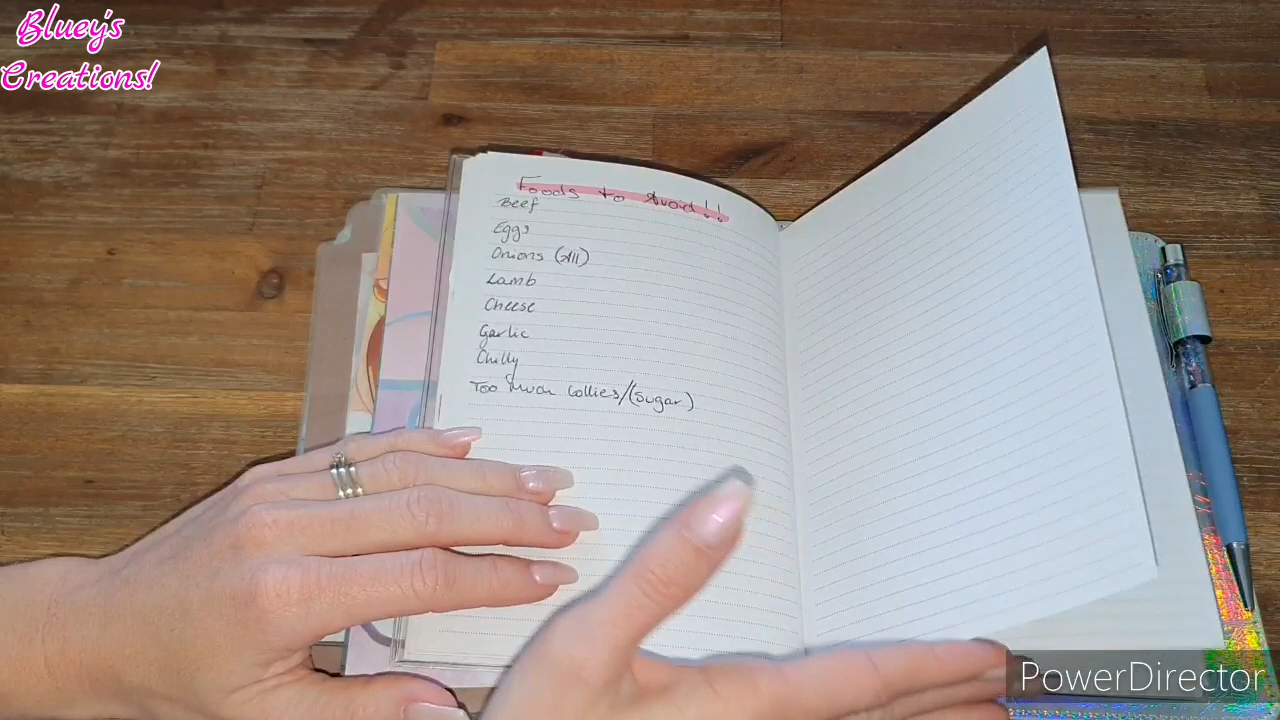 Bluey's
Creations!
Foods to Avoid!!
Beef
Eggs
Onions (All)
Lamb
Cheese
Garlic
Chilly
Too Much Lollies/(Sugar)
PowerDirector